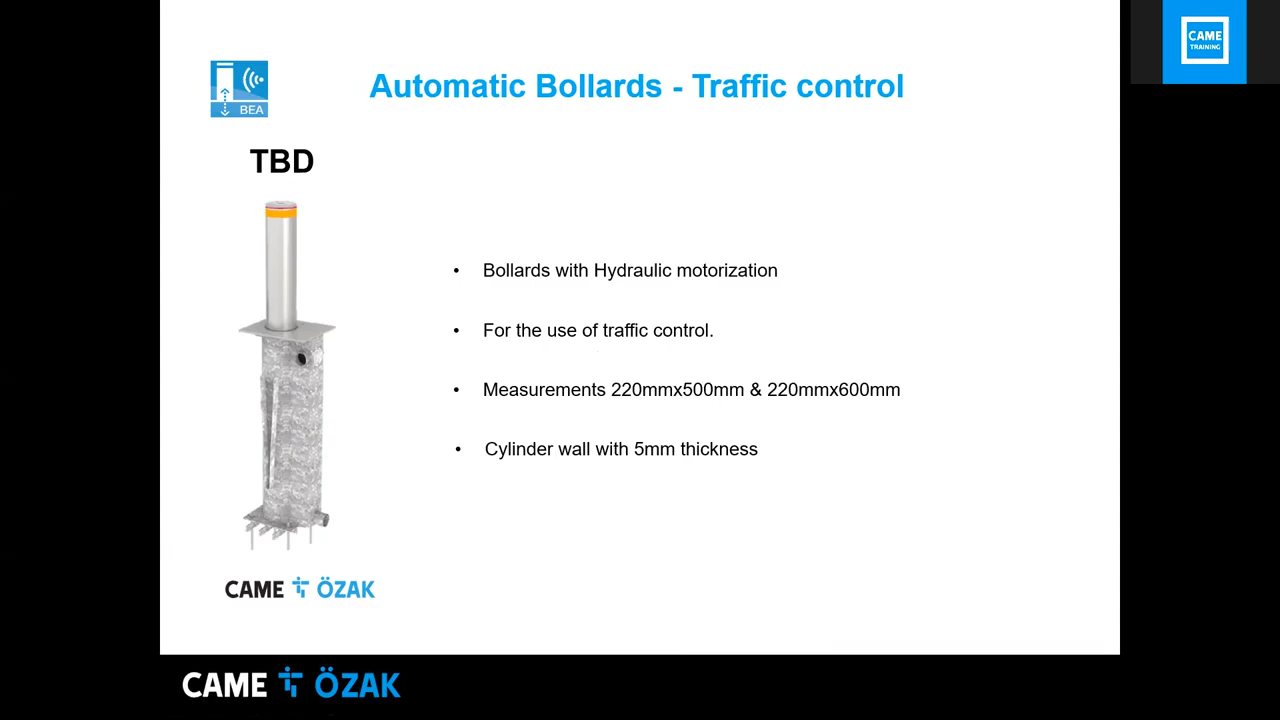 CAME
TRAINING
BEA
Automatic Bollards - Traffic control
TBD
• Bollards with Hydraulic motorization
• For the use of traffic control.
• Measurements 220mmx500mm & 220mmx600mm
• Cylinder wall with 5mm thickness
CAME ÖZAK
CAME ÖZAK